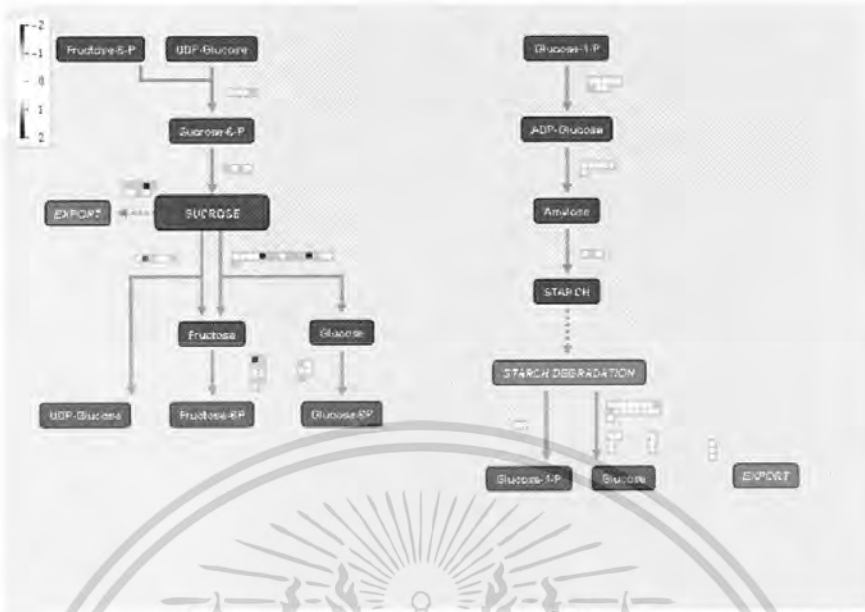 -2
-1
0
1
2
Fructose-6-P
UDP-Glucose
Sucrose-6-P
EXPORT
SUCROSE
Fructose
Glucose
UDP-Glucose
Fructose-6P
Glucose-6P
Glucose-1-P
ADP-Glucose
Amylose
STARCH
STARCH DEGRADATION
Glucose-1-P
Glucose
EXPORT